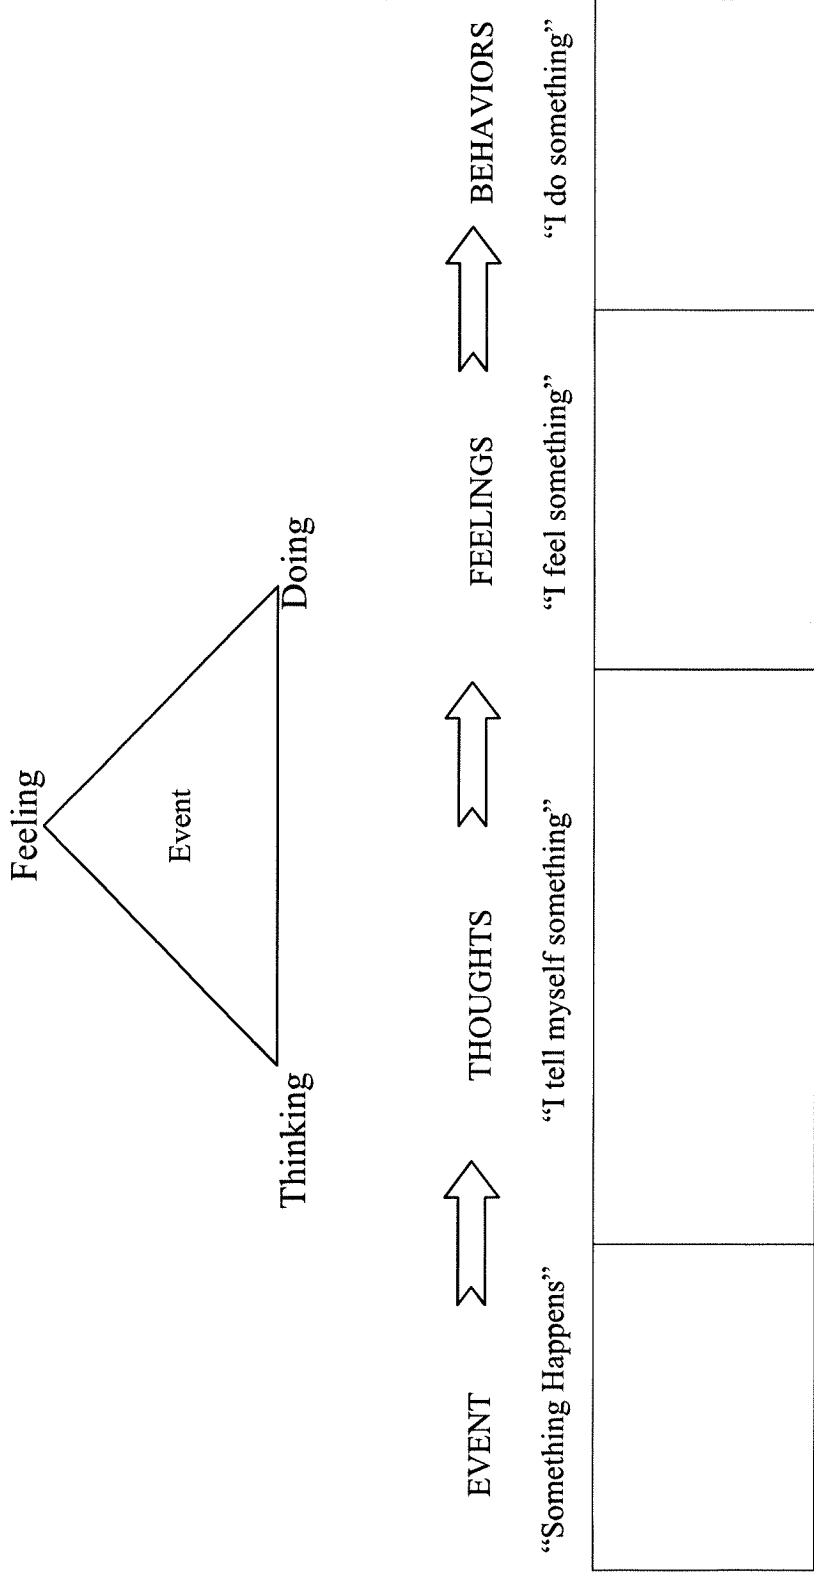 Feeling
Event
Thinking Doing
EVENT THOUGHTS FEELINGS BEHAVIORS
“Something Happens” “I tell myself something” “I feel something” “I do something”